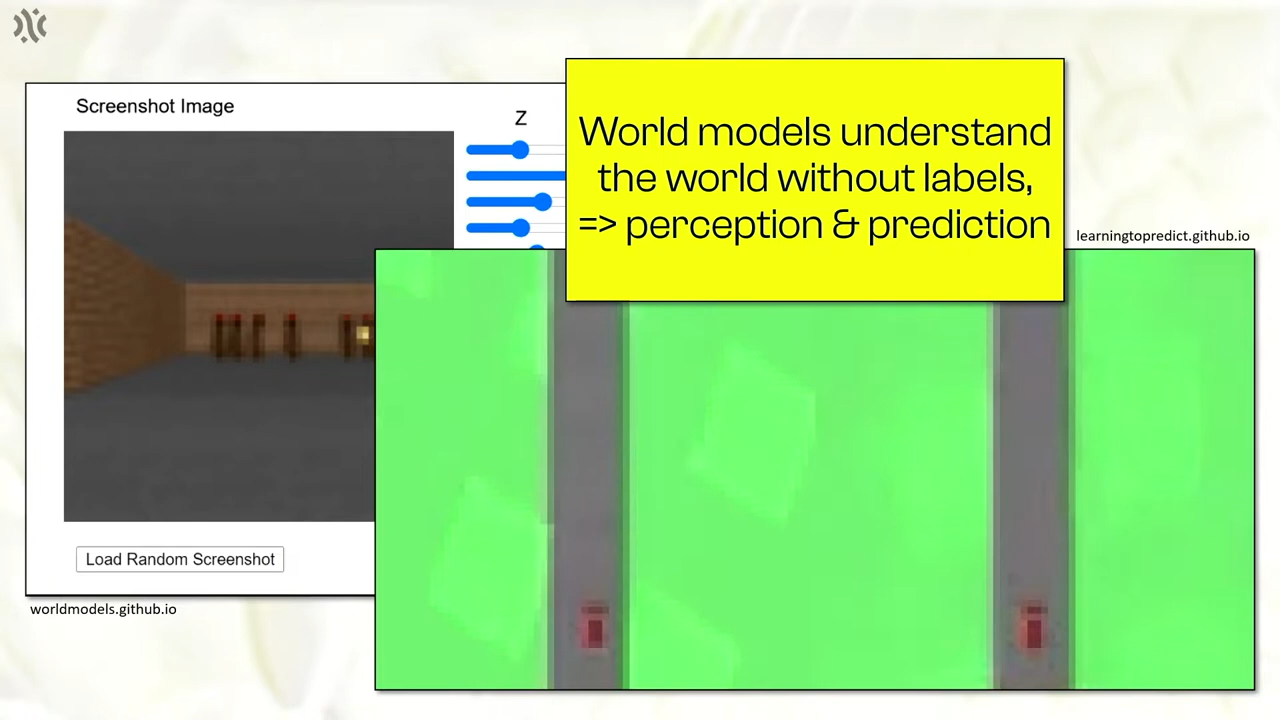 Screenshot Image
z
World models understand
the world without labels,
=> perception & prediction
learningtopredict.github.io
Load Random Screenshot
worldmodels.github.io